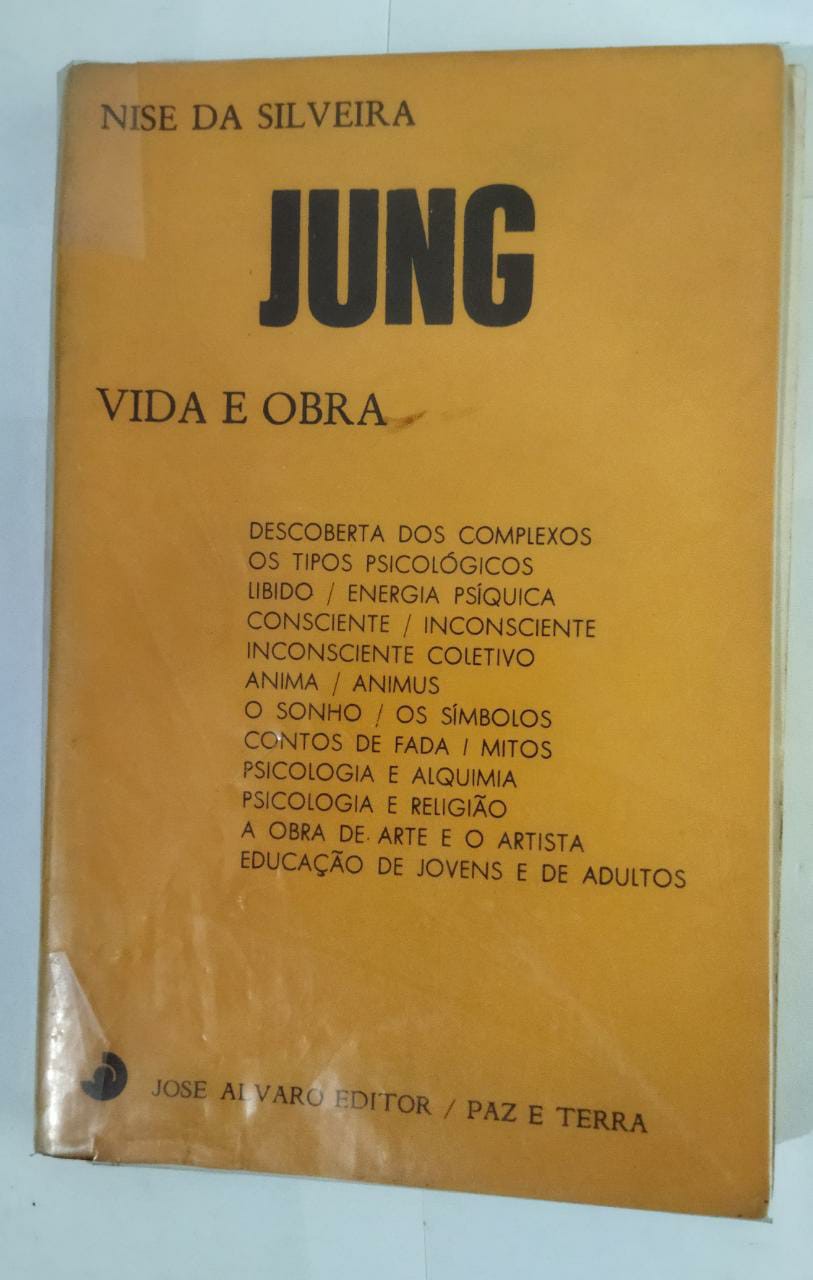 NISE DA SILVEIRA
JUNG
VIDA E OBRA
DESCOBERTA DOS COMPLEXOS
OS TIPOS PSICOLÓGICOS
LIBIDO / ENERGIA PSÍQUICA
CONSCIENTE / INCONSCIENTE
INCONSCIENTE COLETIVO
ANIMA / ANIMUS
O SONHO / OS SÍMBOLOS
CONTOS DE FADA / MITOS
PSICOLOGIA E ALQUIMIA
PSICOLOGIA E RELIGIÃO
A OBRA DE ARTE E O ARTISTA
EDUCAÇÃO DE JOVENS E DE ADULTOS
JOSE ALVARO EDITOR / PAZ E TERRA